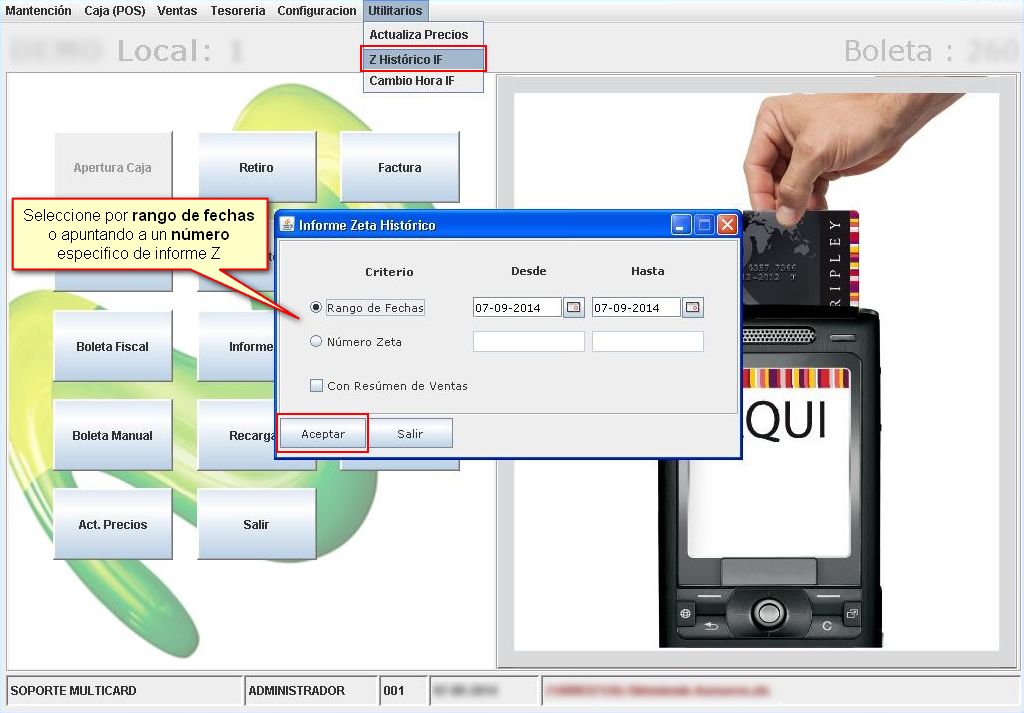 Mantención Caja (POS) Ventas Tesoreria Configuracion Utilitarios
Actualiza Precios
Z Histórico IF
Cambio Hora IF
DEMO Local: 1
Boleta : 260
Apertura Caja
Retiro
Factura
Seleccione por rango de fechas
o apuntando a un número
especifico de informe Z
Informe Zeta Histórico
Criterio Desde Hasta
Rango de Fechas 07-09-2014 07-09-2014
Número Zeta
Con Resúmen de Ventas
Aceptar Salir
Boleta Fiscal
Informe
Boleta Manual
Recarga
Act. Precios
Salir
RIPLEY
QUI
C
SOPORTE MULTICARD ADMINISTRADOR 001